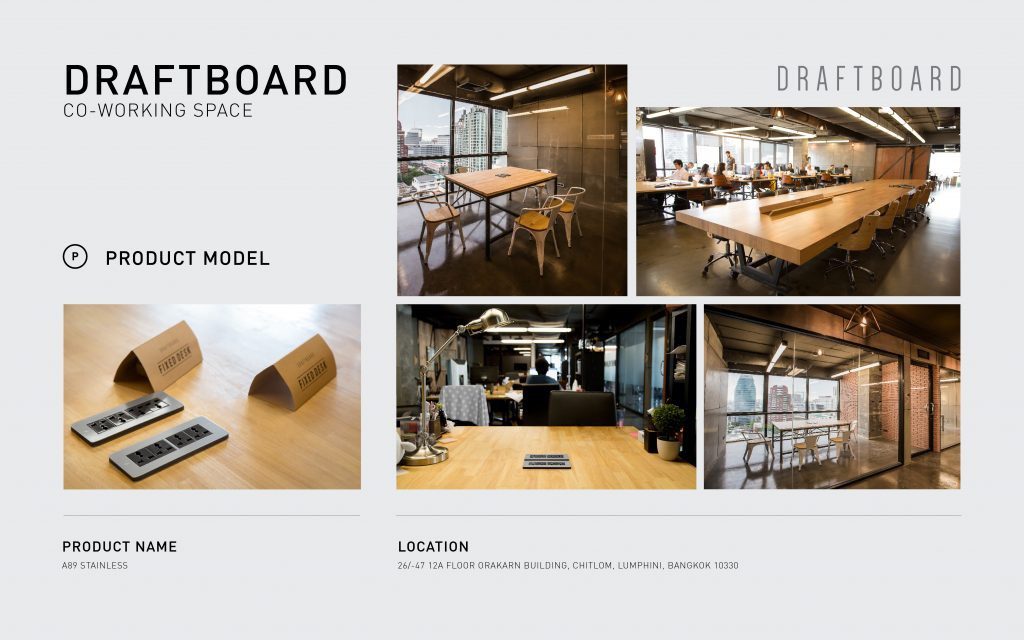 DRAFTBOARD
CO-WORKING SPACE
DRAFTBOARD
P PRODUCT MODEL
FIXED DESK
FIXED DESK
PRODUCT NAME
A89 STAINLESS
LOCATION
26/-47 12A FLOOR ORAKARN BUILDING, CHITLOM, LUMPHINI, BANGKOK 10330